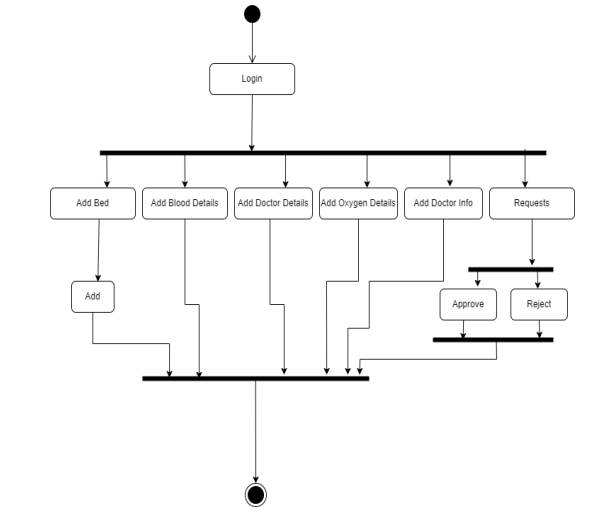 Login
Add Bed
Add Blood Details
Add Doctor Details
Add Oxygen Details
Add Doctor Info
Requests
Add
Approve
Reject